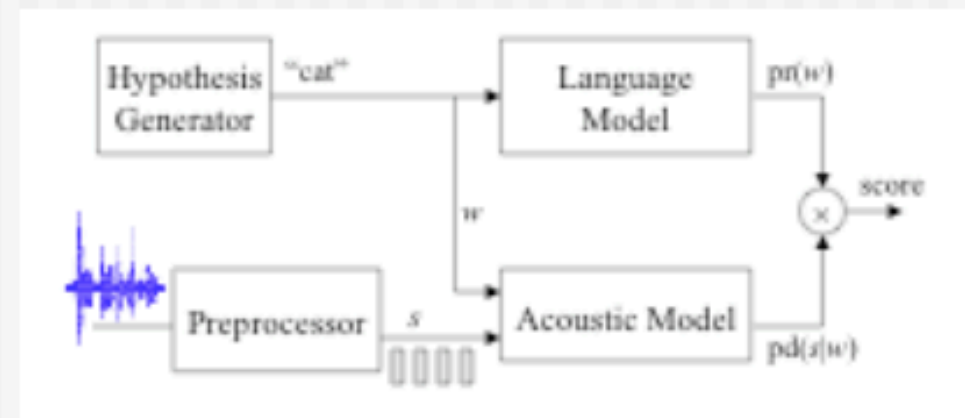 Hypothesis
Generator
"cat"
Language
Model
pr(w)
score
×
w
Preprocessor
s
Acoustic Model
pd(s|w)